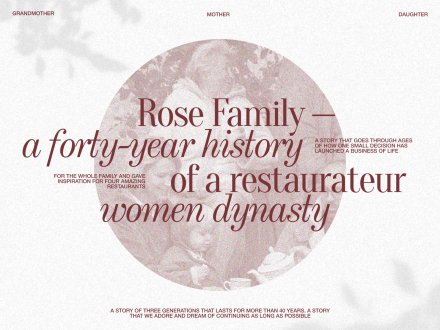 GRANDMOTHER
MOTHER
DAUGHTER
Rose Family —
a forty-year history
A STORY THAT GOES THROUGH AGES
OF HOW ONE SMALL DECISION HAS
LAUNCHED A BUSINESS OF LIFE
FOR THE WHOLE FAMILY AND GAVE
INSPIRATION FOR FOUR AMAZING
RESTAURANTS
of a restaurateur
women dynasty
A STORY OF THREE GENERATIONS THAT LASTS FOR MORE THAN 40 YEARS, A STORY
THAT WE ADORE AND DREAM OF CONTINUING AS LONG AS POSSIBLE